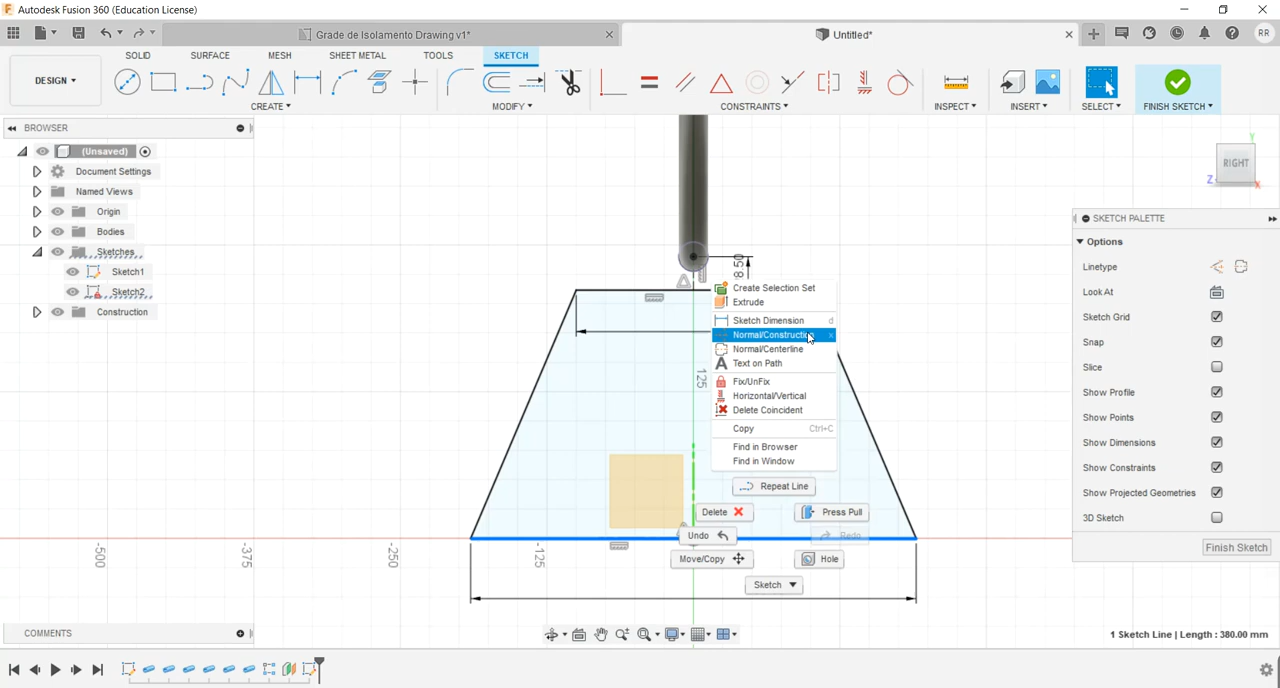 Autodesk Fusion 360 (Education License)
Grade de Isolamento Drawing v1*
Untitled*
RR
DESIGN
SOLID
SURFACE
MESH
SHEET METAL
TOOLS
SKETCH
CREATE
MODIFY
CONSTRAINTS
INSPECT
INSERT
SELECT
FINISH SKETCH
BROWSER
(Unsaved)
Document Settings
Named Views
Origin
Bodies
Sketches
Sketch1
Sketch2
Construction
RIGHT
Y
Z
X
SKETCH PALETTE
Options
Linetype
Look At
Sketch Grid
Snap
Slice
Show Profile
Show Points
Show Dimensions
Show Constraints
Show Projected Geometries
3D Sketch
Finish Sketch
8.50
125
Create Selection Set
Extrude
Sketch Dimension d
Normal/Construction x
Normal/Centerline
Text on Path
Fix/UnFix
Horizontal/Vertical
Delete Coincident
Copy Ctrl+C
Find in Browser
Find in Window
Repeat Line
Delete
Press Pull
Undo
Redo
Move/Copy
Hole
Sketch
-500
-375
-250
-125
COMMENTS
1 Sketch Line | Length : 380.00 mm